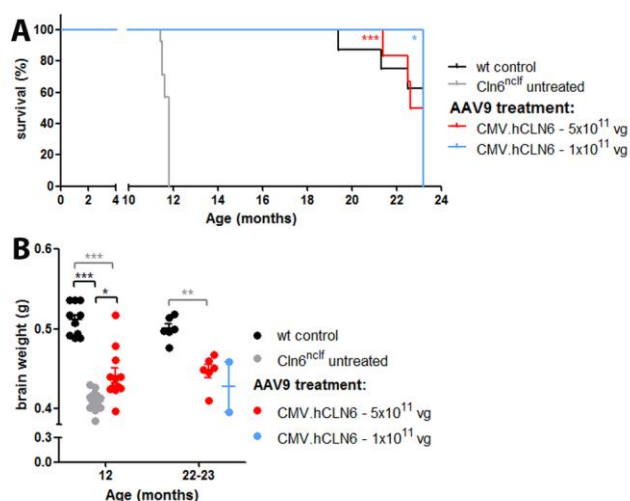 A
survival (%)
100
80
60
40
20
0
0 2 4 10 12 14 16 18 20 22 24
Age (months)
*** *
wt control
Cln6nclf untreated
AAV9 treatment:
CMV.hCLN6 - 5x10¹¹ vg
CMV.hCLN6 - 1x10¹¹ vg
B
brain weight (g)
0.6
0.5
0.4
0.3
0.0
***
***
*
**
12 22-23
Age (months)
wt control
Cln6nclf untreated
AAV9 treatment:
CMV.hCLN6 - 5x10¹¹ vg
CMV.hCLN6 - 1x10¹¹ vg